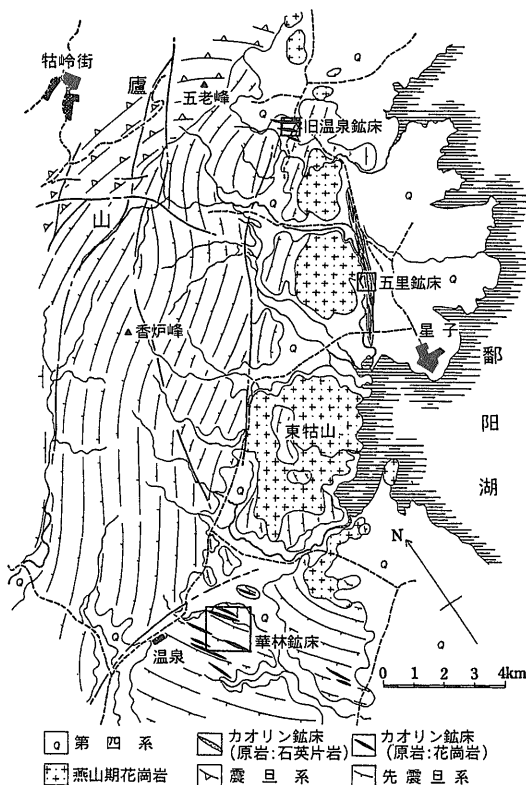 牯岭街
廬
山
五老峰
旧温泉鉱床
Q
Q
Q
Q
五里鉱床
星子
香炉峰
Q
鄱
阳
湖
東牯山
Q
Q
N
Q
Q
華林鉱床
温泉
Q
0 1 2 3 4km
Q 第四系
カオリン鉱床
(原岩:石英片岩)
カオリン鉱床
(原岩:花崗岩)
燕山期花崗岩
震旦系
先震旦系